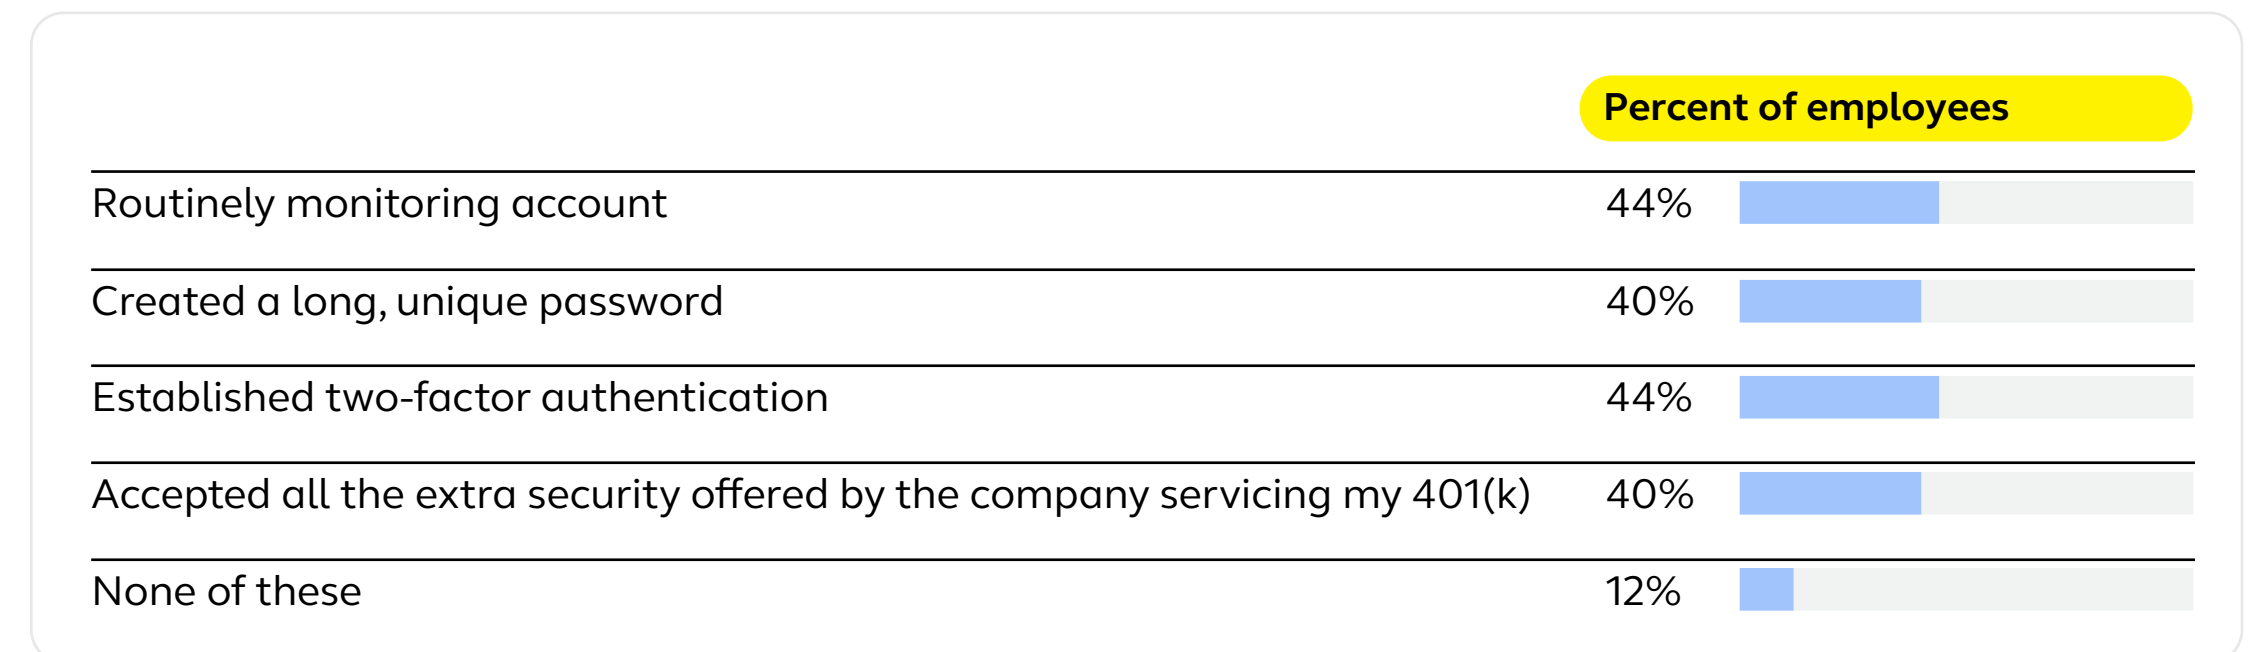 Percent of employees
Routinely monitoring account 44%
Created a long, unique password 40%
Established two-factor authentication 44%
Accepted all the extra security offered by the company servicing my 401(k) 40%
None of these 12%